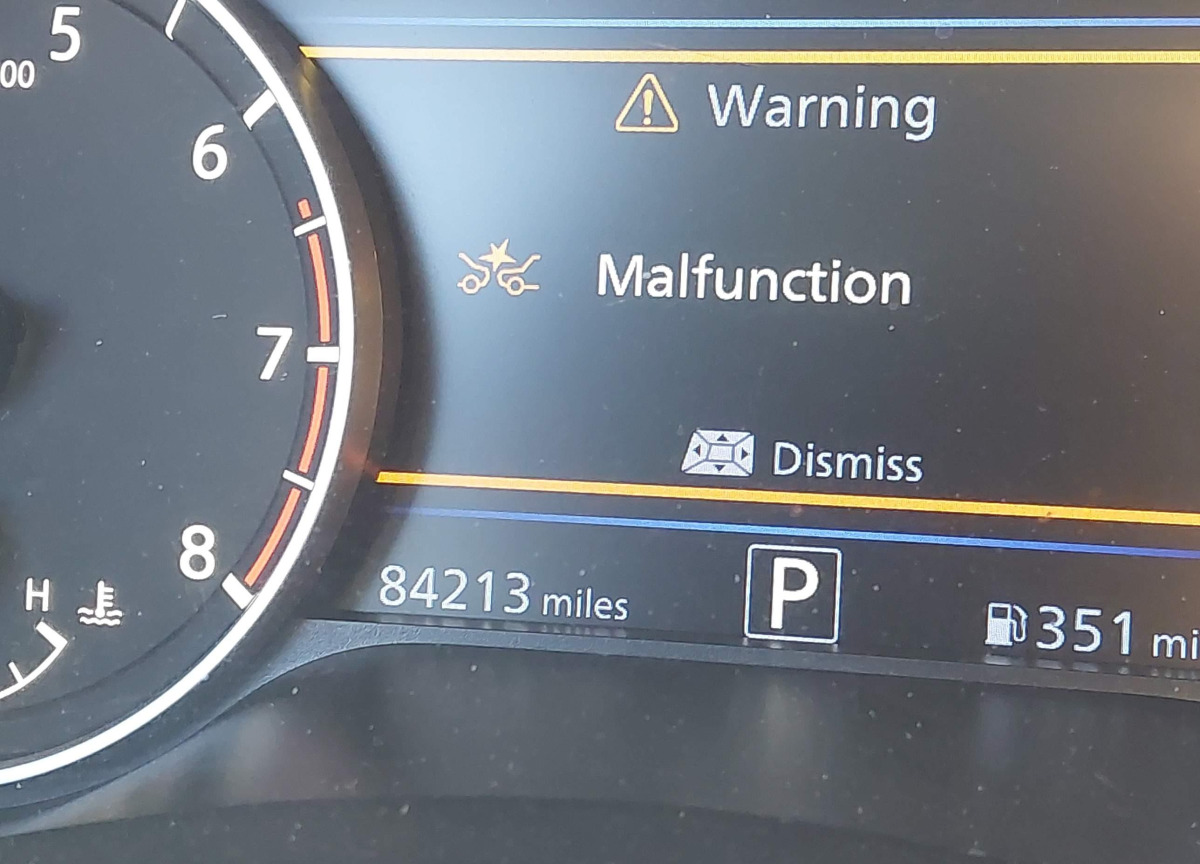 5
00
6
7
8
H
Warning
Malfunction
Dismiss
84213 miles
P
351 mi